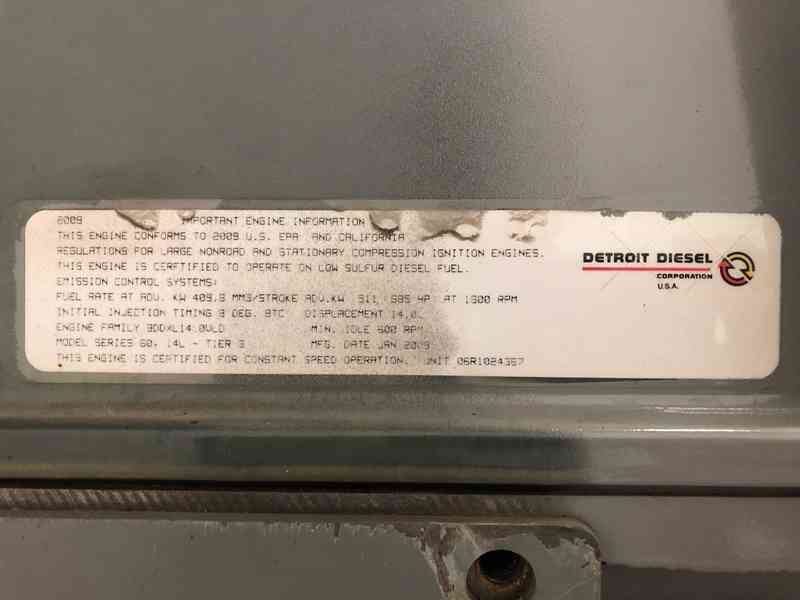 2009 IMPORTANT ENGINE INFORMATION
THIS ENGINE CONFORMS TO 2009 U.S. EPA AND CALIFORNIA
REGULATIONS FOR LARGE NONROAD AND STATIONARY COMPRESSION IGNITION ENGINES.
THIS ENGINE IS CERTIFIED TO OPERATE ON LOW SULFUR DIESEL FUEL.
EMISSION CONTROL SYSTEMS:
FUEL RATE AT ADV. KW 409.8 MM3/STROKE ADV.KW 511, 685 HP AT 1800 RPM
INITIAL INJECTION TIMING 9 DEG. BTC DISPLACEMENT 14.0
ENGINE FAMILY 9DDXL14.0VLD MIN. IDLE 600 RPM
MODEL SERIES 60, 14L - TIER 3 MFG. DATE JAN 2009
THIS ENGINE IS CERTIFIED FOR CONSTANT SPEED OPERATION. UNIT 06R1024367
DETROIT DIESEL
CORPORATION
U.S.A.